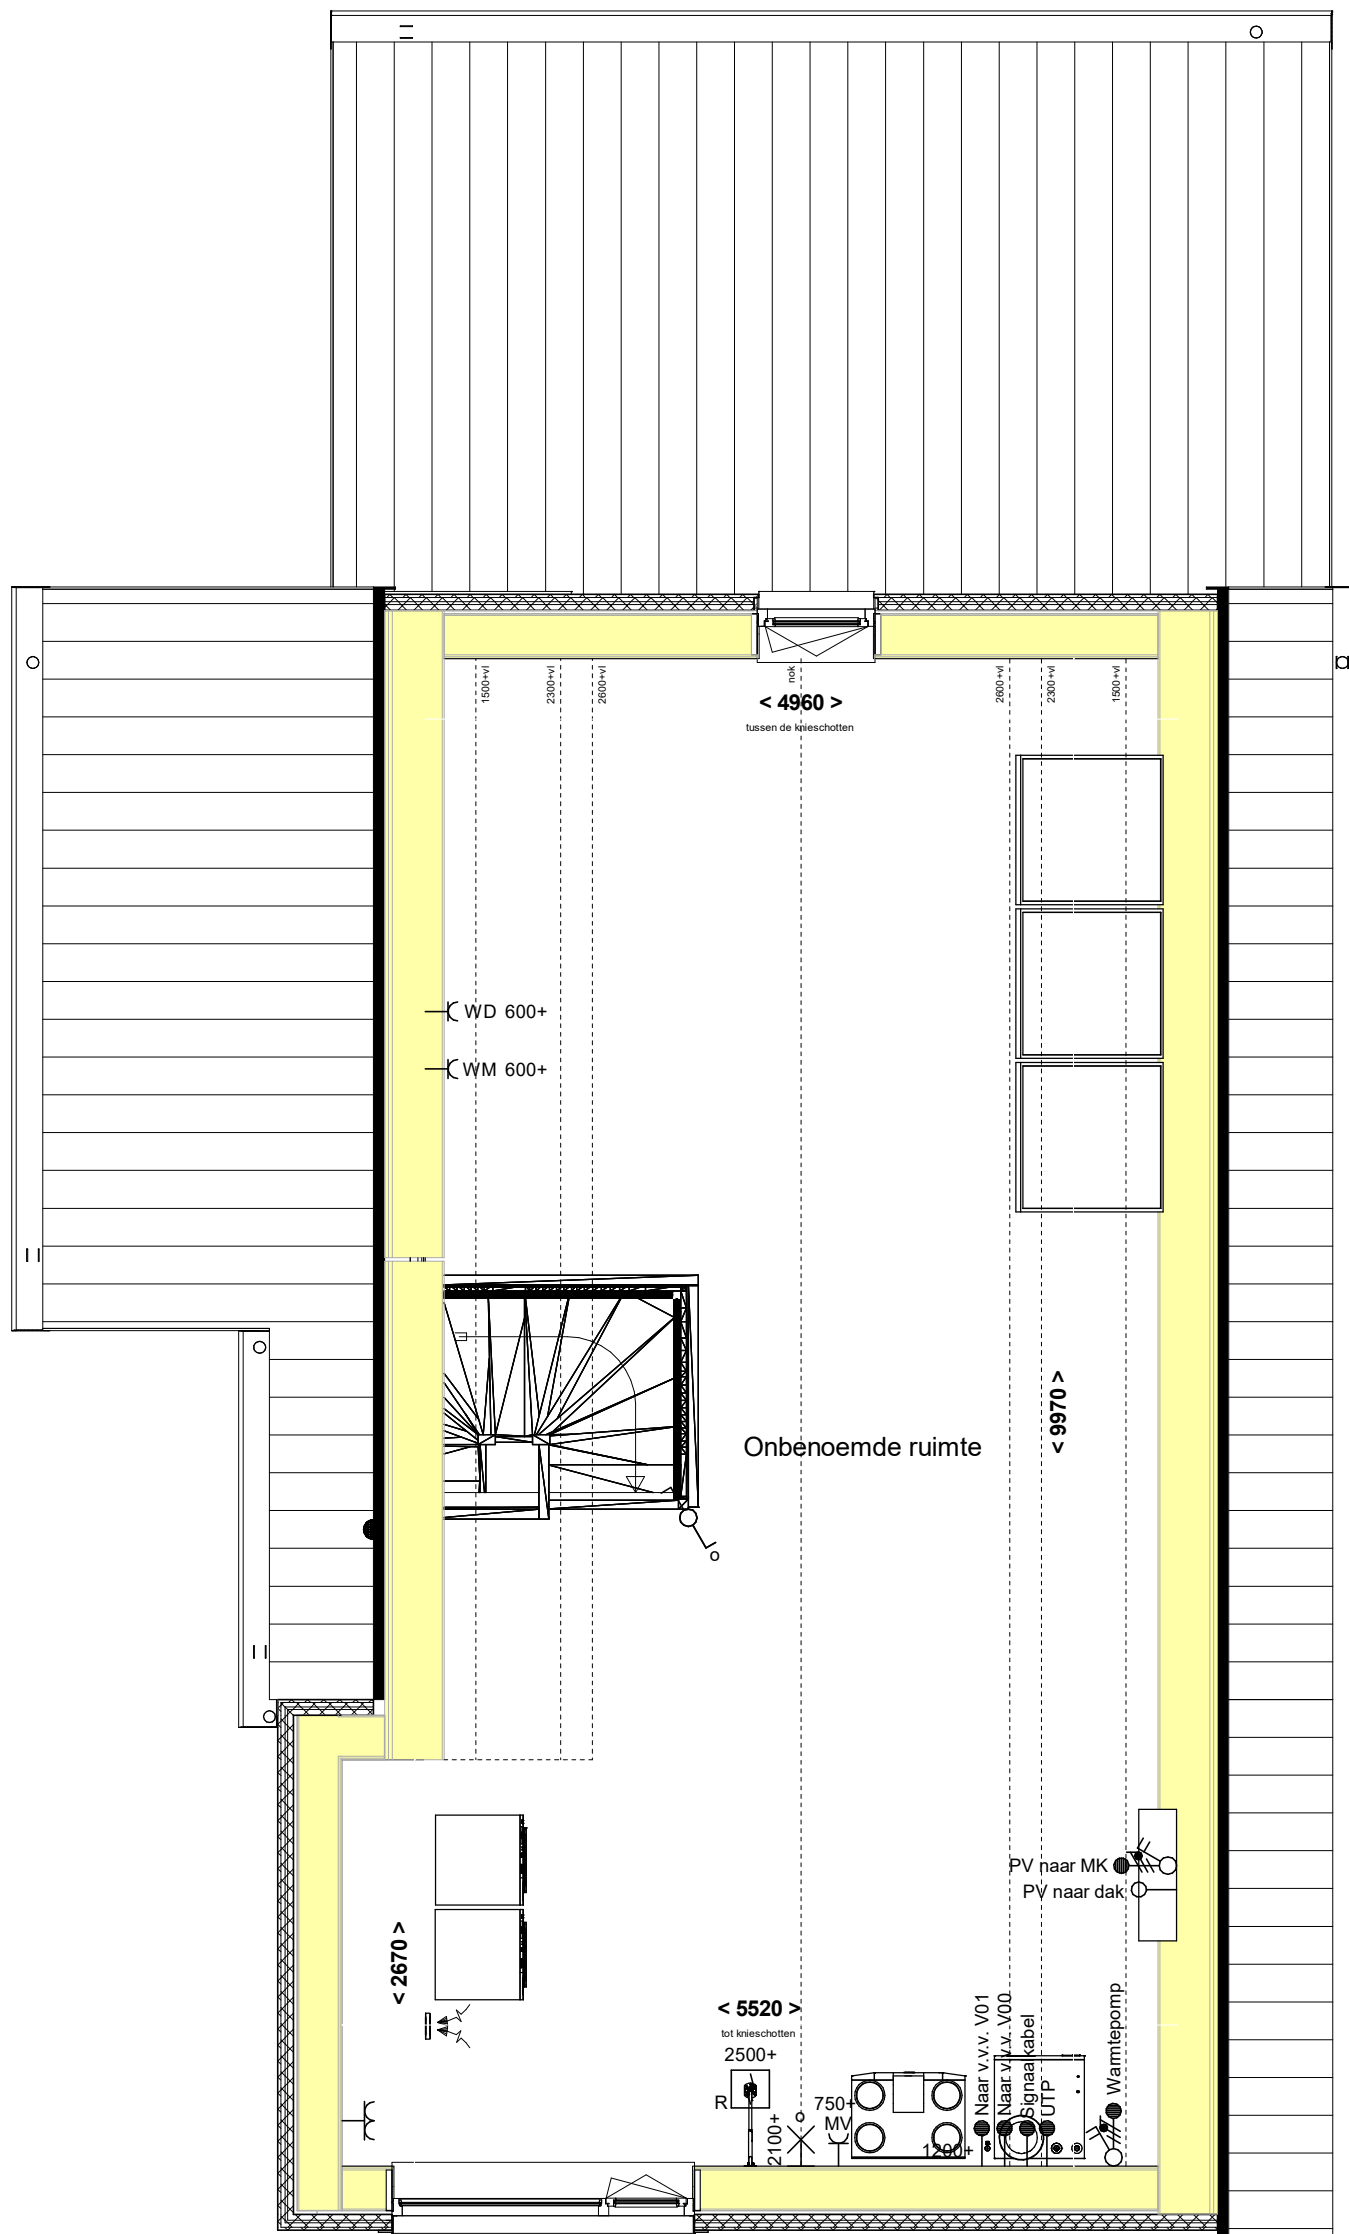 1500+vl
2300+vl
2600+vl
nok
2600+vl
2300+vl
1500+vl
< 4960 >
tussen de knieschotten
WD 600+
WM 600+
< 9970 >
Onbenoemde ruimte
PV naar MK
PV naar dak
< 2670 >
< 5520 >
tot knieschotten
2500+
R
2100+
750+
MV
1200+
Naar v.v.v. V01
Naar v.v.v. V00
Signaalkabel
UTP
Warmtepomp